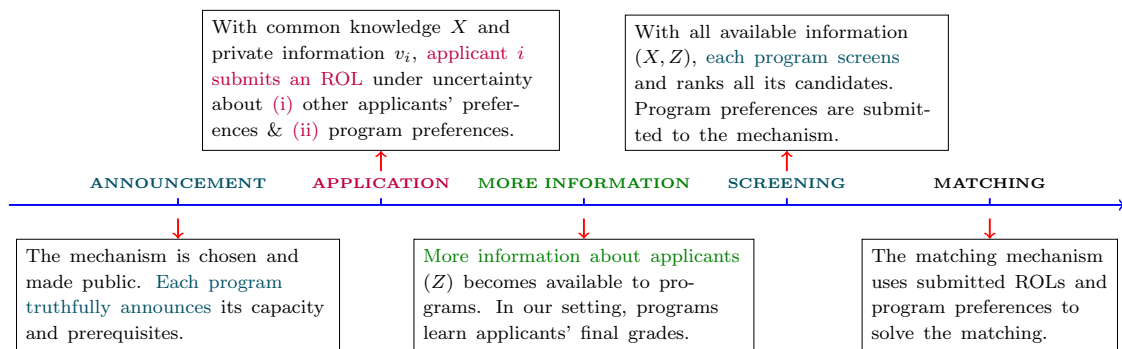 With common knowledge X and
private information v_i, applicant i
submits an ROL under uncertainty
about (i) other applicants' prefer-
ences & (ii) program preferences.
With all available information
(X, Z), each program screens
and ranks all its candidates.
Program preferences are submit-
ted to the mechanism.
ANNOUNCEMENT
APPLICATION
MORE INFORMATION
SCREENING
MATCHING
The mechanism is chosen and
made public. Each program
truthfully announces its capacity
and prerequisites.
More information about applicants
(Z) becomes available to pro-
grams. In our setting, programs
learn applicants' final grades.
The matching mechanism
uses submitted ROLs and
program preferences to
solve the matching.